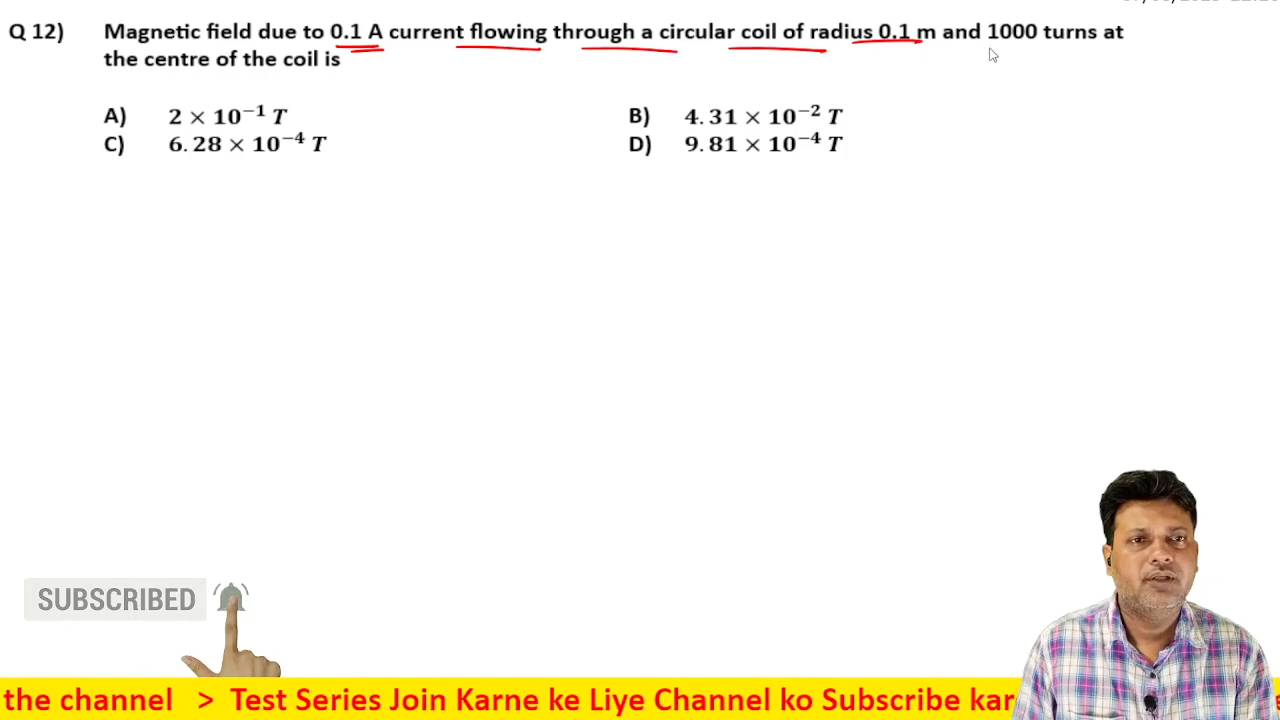 Q 12) Magnetic field due to 0.1 A current flowing through a circular coil of radius 0.1 m and 1000 turns at
the centre of the coil is
A) 2 × 10⁻¹ T B) 4.31 × 10⁻² T
C) 6.28 × 10⁻⁴ T D) 9.81 × 10⁻⁴ T
SUBSCRIBED
the channel > Test Series Join Karne ke Liye Channel ko Subscribe kar